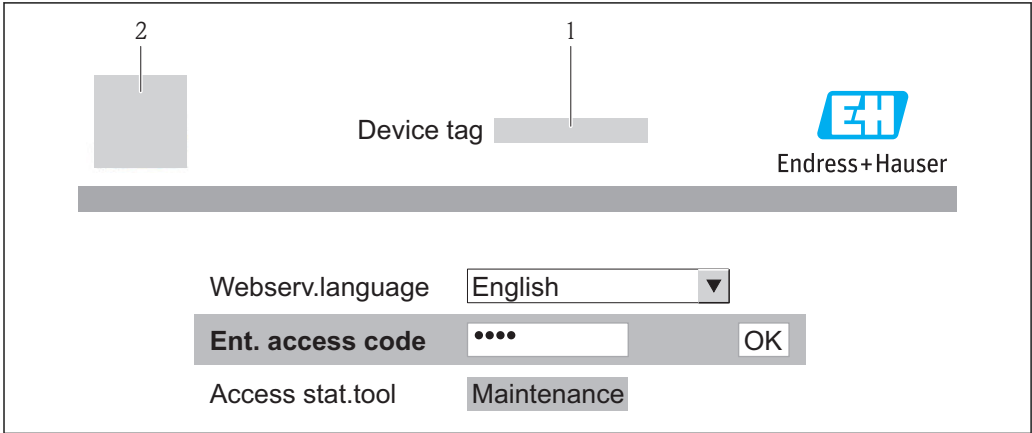 2
1
Device tag
EH
Endress+Hauser
Webserv.language English
Ent. access code •••• OK
Access stat.tool Maintenance